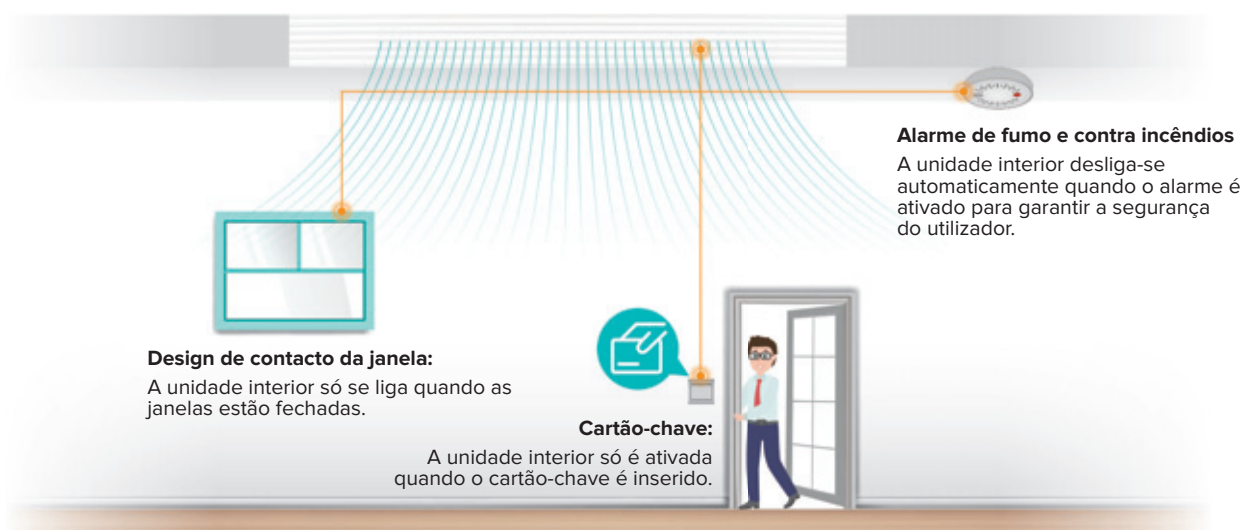 Alarme de fumo e contra incêndios
A unidade interior desliga-se
automaticamente quando o alarme é
ativado para garantir a segurança
do utilizador.
Design de contacto da janela:
A unidade interior só se liga quando as
janelas estão fechadas.
Cartão-chave:
A unidade interior só é ativada
quando o cartão-chave é inserido.